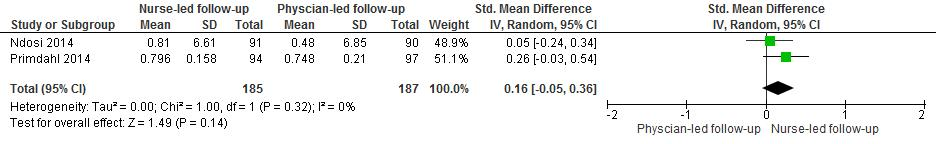 Nurse-led follow-up Physcian-led follow-up Std. Mean Difference Std. Mean Difference
Study or Subgroup Mean SD Total Mean SD Total Weight IV, Random, 95% CI IV, Random, 95% CI
Ndosi 2014 0.81 6.61 91 0.48 6.85 90 48.9% 0.05 [-0.24, 0.34]
Primdahl 2014 0.796 0.158 94 0.748 0.21 97 51.1% 0.26 [-0.03, 0.54]
Total (95% CI) 185 187 100.0% 0.16 [-0.05, 0.36]
Heterogeneity: Tau² = 0.00; Chi² = 1.00, df = 1 (P = 0.32); I² = 0%
Test for overall effect: Z = 1.49 (P = 0.14)
-2 -1 0 1 2
Physcian-led follow-up Nurse-led follow-up